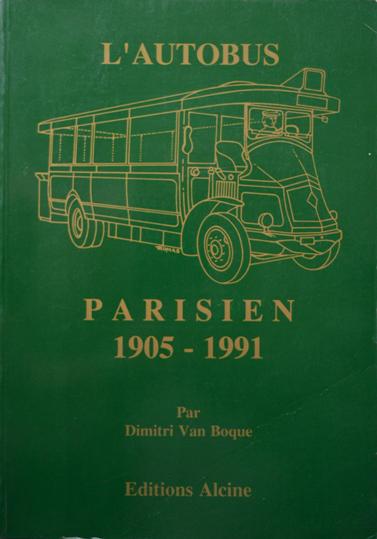 L'AUTOBUS
PARISIEN
1905 - 1991
Par
Dimitri Van Boque
Editions Alcine